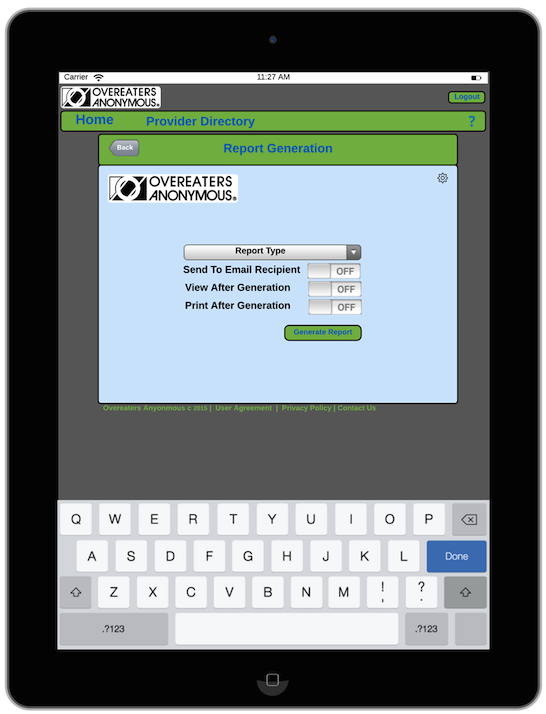 Carrier 11:27 AM
OVEREATERS
ANONYMOUS®
Logout
Home Provider Directory ?
Back Report Generation
OVEREATERS
ANONYMOUS®
Report Type
Send To Email Recipient OFF
View After Generation OFF
Print After Generation OFF
Generate Report
Overeaters Anyonmous c 2015 | User Agreement | Privacy Policy | Contact Us
Q W E R T Y U I O P
A S D F G H J K L Done
Z X C V B N M ! , ? .
.?123 .?123